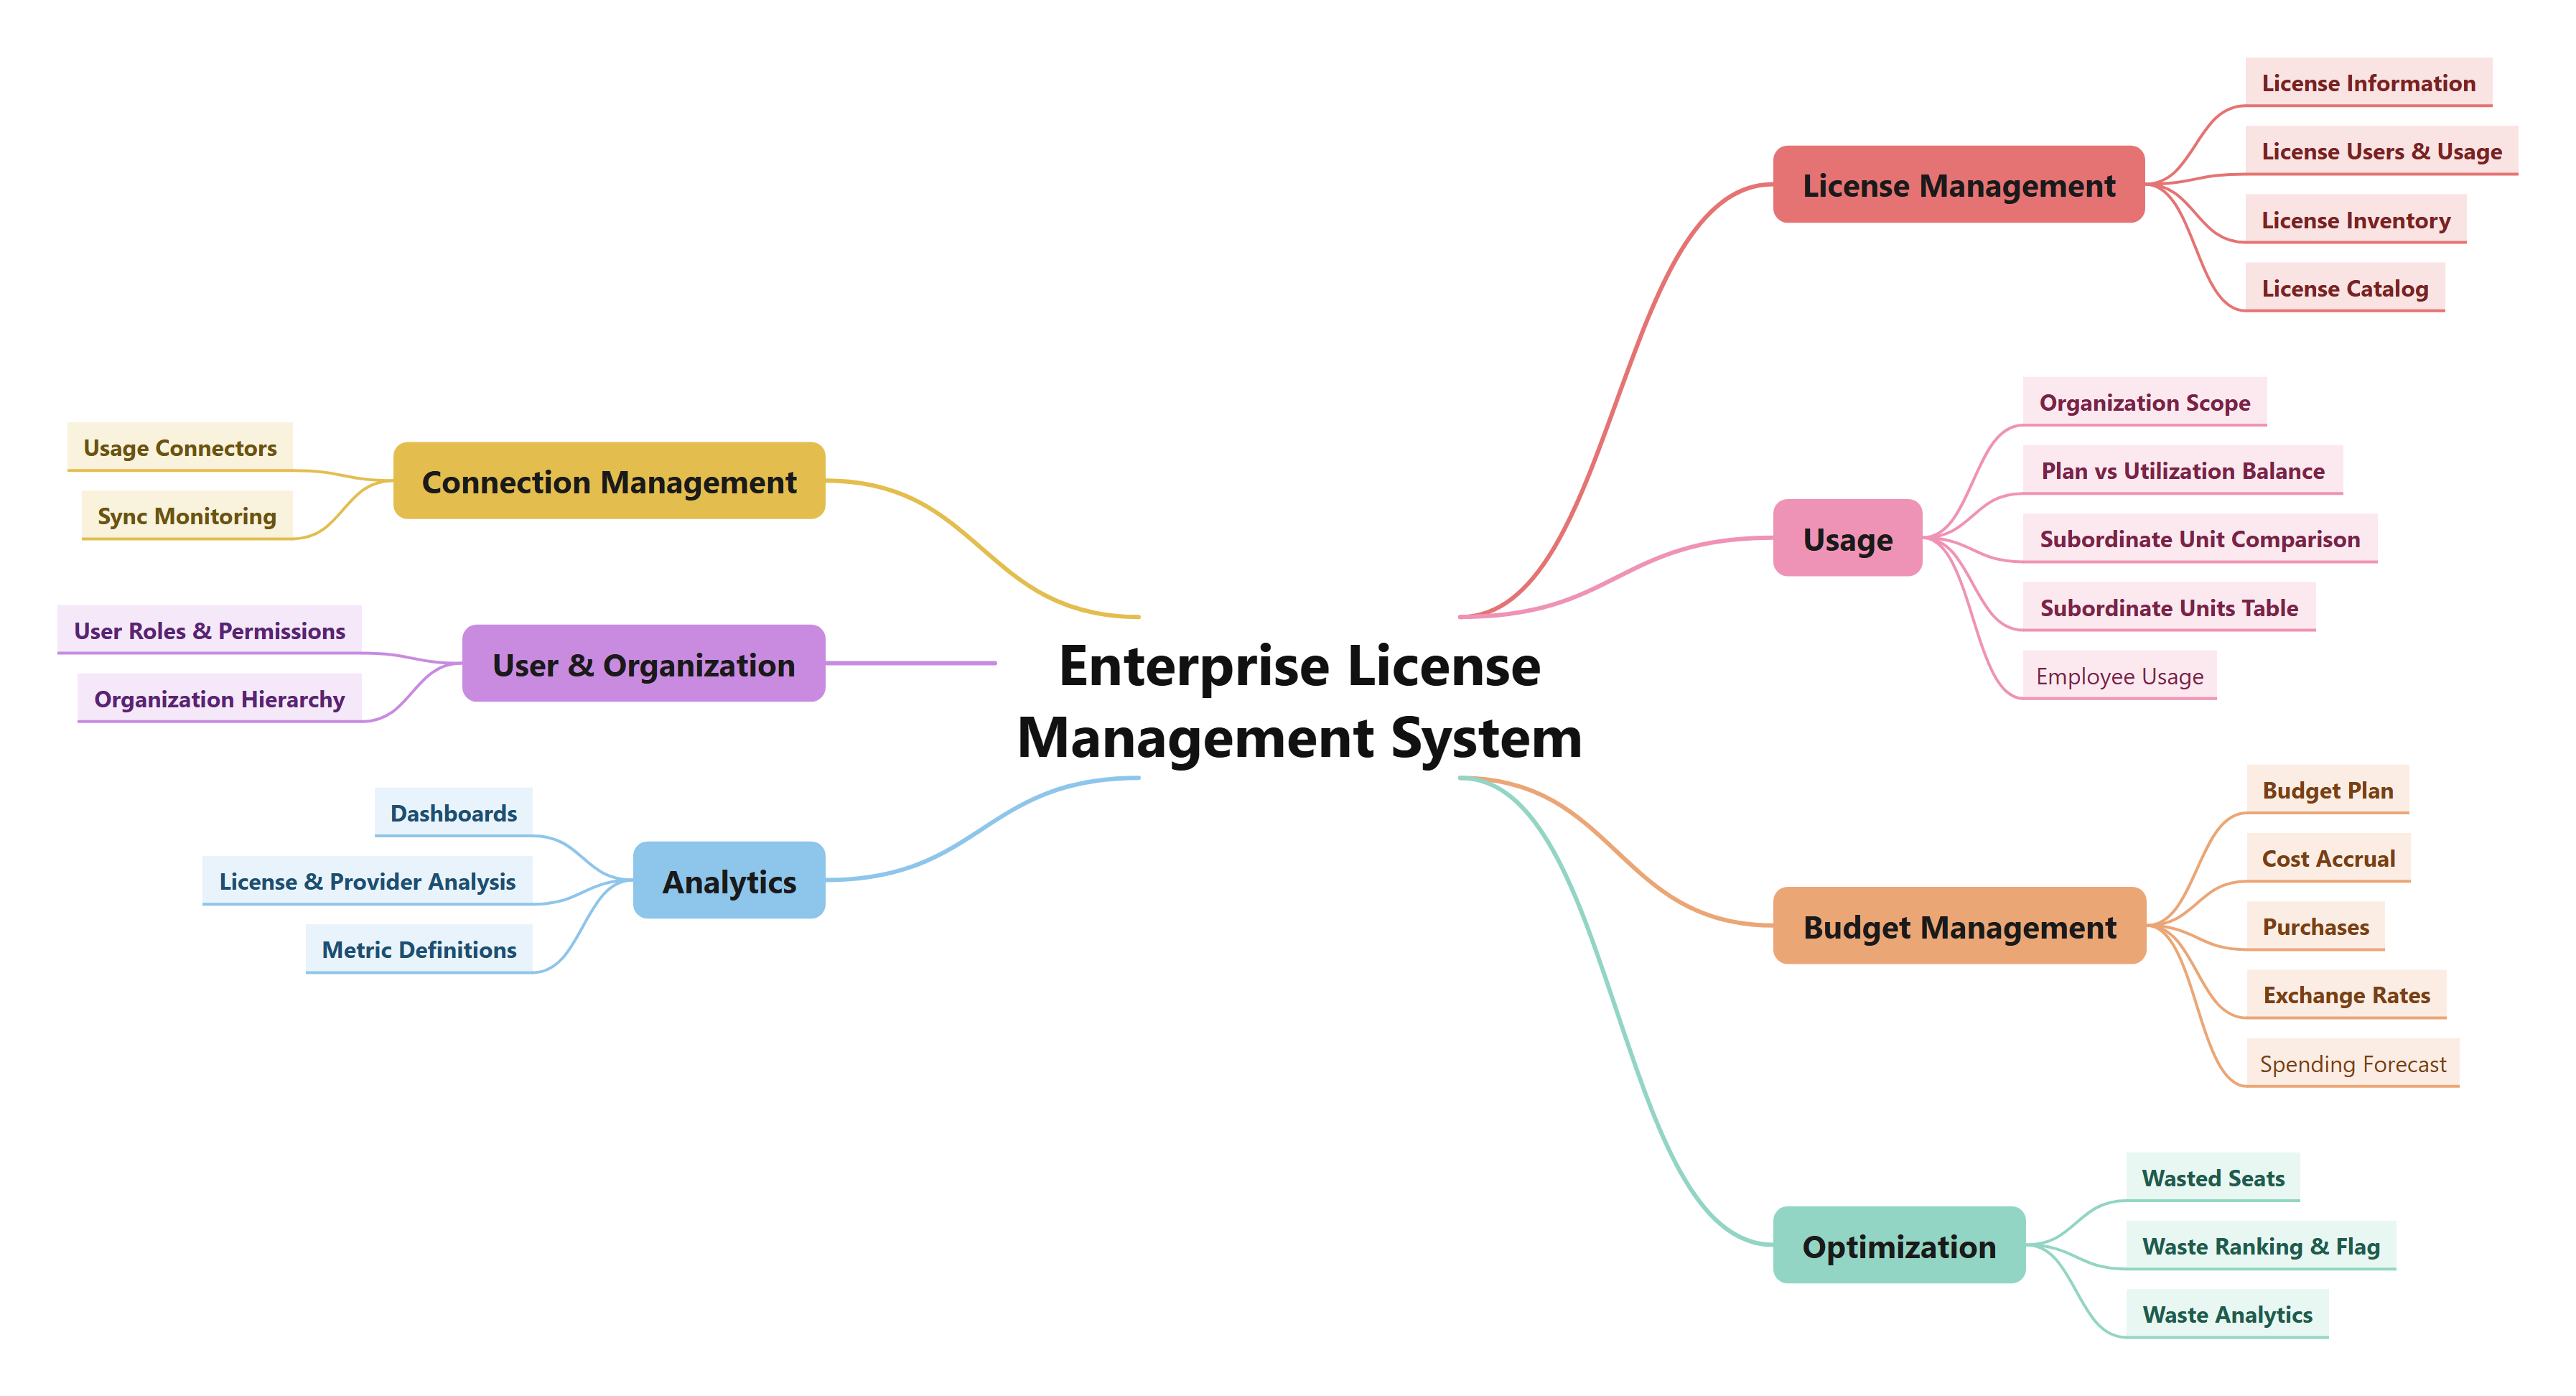 Enterprise License
Management System
License Management
License Information
License Users & Usage
License Inventory
License Catalog
Usage
Organization Scope
Plan vs Utilization Balance
Subordinate Unit Comparison
Subordinate Units Table
Employee Usage
Budget Management
Budget Plan
Cost Accrual
Purchases
Exchange Rates
Spending Forecast
Optimization
Wasted Seats
Waste Ranking & Flag
Waste Analytics
Connection Management
Usage Connectors
Sync Monitoring
User & Organization
User Roles & Permissions
Organization Hierarchy
Analytics
Dashboards
License & Provider Analysis
Metric Definitions